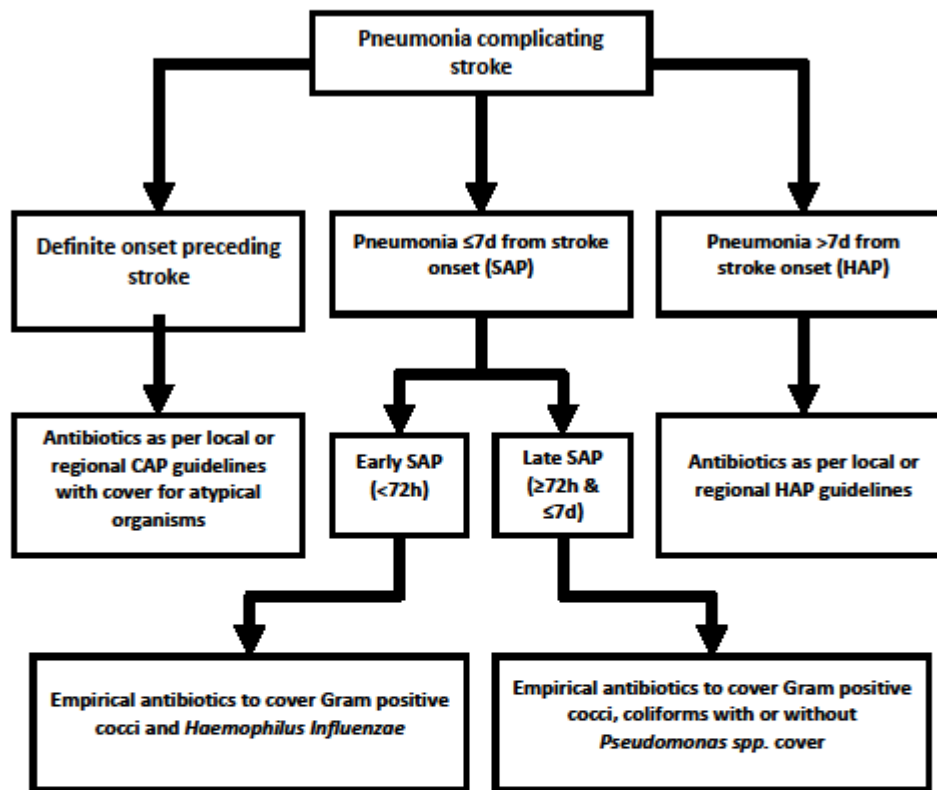 Pneumonia complicating
stroke
Definite onset preceding
stroke
Pneumonia ≤7d from stroke
onset (SAP)
Pneumonia >7d from
stroke onset (HAP)
Antibiotics as per local or
regional CAP guidelines
with cover for atypical
organisms
Early SAP
(<72h)
Late SAP
(≥72h &
≤7d)
Antibiotics as per local or
regional HAP guidelines
Empirical antibiotics to cover Gram positive
cocci and Haemophilus Influenzae
Empirical antibiotics to cover Gram positive
cocci, coliforms with or without
Pseudomonas spp. cover